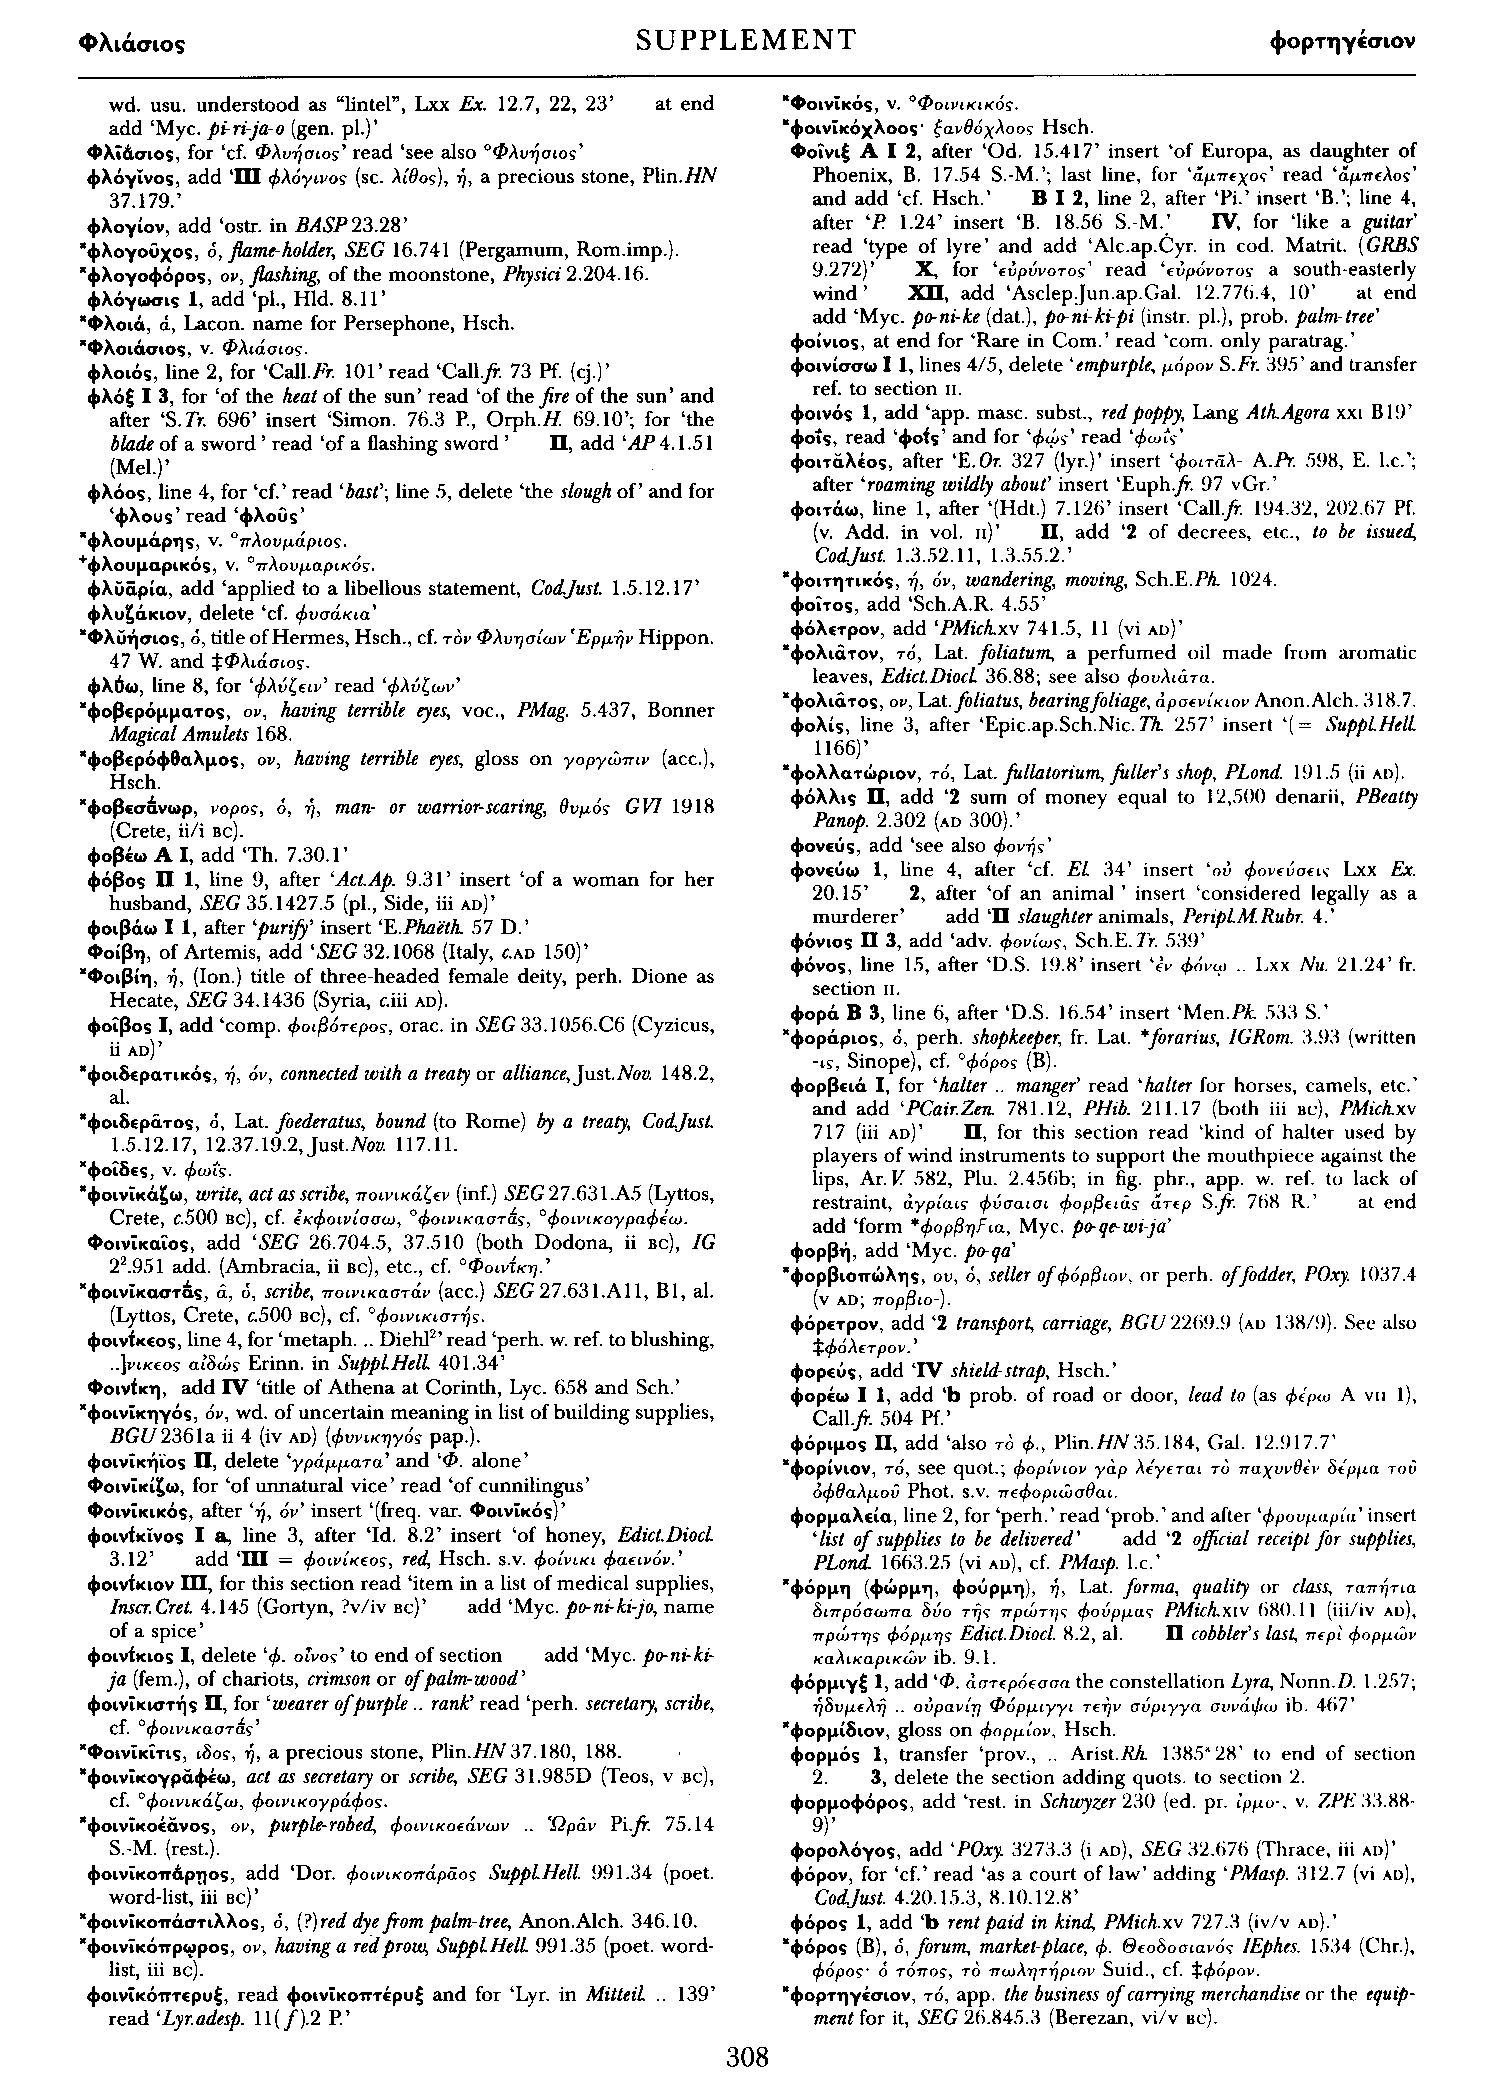 Φλιάσιος
SUPPLEMENT
φορτηγέσιον
wd. usu. understood as “lintel”, Lxx Ex. 12.7, 22, 23’ at end
add ‘Myc. pi-ri-ja-o (gen. pl.)’
Φλῑάσιος, for ‘cf. Φλυήσιος’ read ‘see also °Φλυήσιος’
φλόγῐνος, add ‘III φλόγινος (sc. λίθος), ἡ, a precious stone, Plin.HN
37.179.’
φλογίον, add ‘ostr. in BASP 23.28’
*φλογοῦχος, ὁ, flame-holder, SEG 16.741 (Pergamum, Rom.imp.).
*φλογοφόρος, ον, flashing, of the moonstone, Physici 2.204.16.
φλόγωσις 1, add ‘pl., Hld. 8.11’
*Φλοιά, ἁ, Lacon. name for Persephone, Hsch.
*Φλοιάσιος, v. Φλιάσιος.
φλοιός, line 2, for ‘Call.Fr. 101’ read ‘Call.fr. 73 Pf. (cj.)’
φλόξ I 3, for ‘of the heat of the sun’ read ‘of the fire of the sun’ and
after ‘S.Tr. 696’ insert ‘Simon. 76.3 P., Orph.H. 69.10’; for ‘the
blade of a sword’ read ‘of a flashing sword’ II, add ‘AP 4.1.51
(Mel.)’
φλόος, line 4, for ‘cf.’ read ‘bast’; line 5, delete ‘the slough of’ and for
‘φλους’ read ‘φλοῦς’
*φλουμάρης, v. °πλουμάριος.
⁺φλουμαρικός, v. °πλουμαρικός.
φλῠᾱρία, add ‘applied to a libellous statement, CodJust. 1.5.12.17’
φλυζάκιον, delete ‘cf. φυσάκια’
*Φλῠήσιος, ὁ, title of Hermes, Hsch., cf. τὸν Φλυησίων Ἑρμῆν Hippon.
47 W. and ‡Φλιάσιος.
φλύω, line 8, for ‘φλύζειν’ read ‘φλύζων’
*φοβερόμματος, ον, having terrible eyes, voc., PMag. 5.437, Bonner
Magical Amulets 168.
*φοβερόφθαλμος, ον, having terrible eyes, gloss on γοργῶπιν (acc.),
Hsch.
*φοβεσάνωρ, νορος, ὁ, ἡ, man- or warrior-scaring, θυμός GVI 1918
(Crete, ii/i BC).
φοβέω A I, add ‘Th. 7.30.1’
φόβος II 1, line 9, after ‘Act.Ap. 9.31’ insert ‘of a woman for her
husband, SEG 35.1427.5 (pl., Side, iii AD)’
φοιβάω I 1, after ‘purify’ insert ‘E.Phaëth. 57 D.’
Φοίβη, of Artemis, add ‘SEG 32.1068 (Italy, c.AD 150)’
*Φοιβίη, ἡ, (Ion.) title of three-headed female deity, perh. Dione as
Hecate, SEG 34.1436 (Syria, c.iii AD).
φοῖβος I, add ‘comp. φοιβότερος, orac. in SEG 33.1056.C6 (Cyzicus,
ii AD)’
*φοιδερατικός, ή, όν, connected with a treaty or alliance, Just.Nov. 148.2,
al.
*φοιδερᾶτος, ὁ, Lat. foederatus, bound (to Rome) by a treaty, CodJust.
1.5.12.17, 12.37.19.2, Just.Nov. 117.11.
*φοῖδες, v. φωΐς.
*φοινῑκάζω, write, act as scribe, ποινικάζεν (inf.) SEG 27.631.A5 (Lyttos,
Crete, c.500 BC), cf. ἐκφοινίσσω, °φοινικαστάς, °φοινικογραφέω.
Φοινῑκαῖος, add ‘SEG 26.704.5, 37.510 (both Dodona, ii BC), IG
2².951 add. (Ambracia, ii BC), etc., cf. °Φοινίκη.’
*φοινῑκαστάς, ᾶ, ὁ, scribe, ποινικαστάν (acc.) SEG 27.631.A11, B1, al.
(Lyttos, Crete, c.500 BC), cf. °φοινικιστής.
φοινίκεος, line 4, for ‘metaph. .. Diehl²’ read ‘perh. w. ref. to blushing,
..]νικεος αἰδώς Erinn. in Suppl.Hell. 401.34’
Φοινίκη, add IV ‘title of Athena at Corinth, Lyc. 658 and Sch.’
*φοινῑκηγός, όν, wd. of uncertain meaning in list of building supplies,
BGU 2361a ii 4 (iv AD) (φυνικηγός pap.).
φοινῑκήϊος II, delete ‘γράμματα’ and ‘Φ. alone’
Φοινῑκίζω, for ‘of unnatural vice’ read ‘of cunnilingus’
Φοινῑκικός, after ‘ή, όν’ insert ‘(freq. var. Φοινῑκός)’
φοινίκῐνος I a, line 3, after ‘Id. 8.2’ insert ‘of honey, Edict.Diocl.
3.12’ add ‘III = φοινίκεος, red, Hsch. s.v. φοίνικι φαεινόν.’
φοινίκιον III, for this section read ‘item in a list of medical supplies,
Inscr.Cret. 4.145 (Gortyn, ?v/iv BC)’ add ‘Myc. po-ni-ki-jo, name
of a spice’
φοινίκιος I, delete ‘φ. οἶνος’ to end of section add ‘Myc. po-ni-ki-
ja (fem.), of chariots, crimson or of palm-wood’
φοινῑκιστής II, for ‘wearer of purple .. rank’ read ‘perh. secretary, scribe,
cf. °φοινικαστάς’
*Φοινῑκῖτις, ιδος, ἡ, a precious stone, Plin.HN 37.180, 188.
*φοινῑκογρᾰφέω, act as secretary or scribe, SEG 31.985D (Teos, v BC),
cf. °φοινικάζω, φοινικογράφος.
*φοινῑκοέᾱνος, ον, purple-robed, φοινικοεάνων .. Ὡρᾶν Pi.fr. 75.14
S.-M. (rest.).
φοινῑκοπάρῃος, add ‘Dor. φοινικοπάρᾱος Suppl.Hell. 991.34 (poet.
word-list, iii BC)’
*φοινῑκοπάστιλλος, ὁ, (?)red dye from palm-tree, Anon.Alch. 346.10.
*φοινῑκόπρῳρος, ον, having a red prow, Suppl.Hell. 991.35 (poet. word-
list, iii BC).
φοινῑκόπτερυξ, read φοινῑκοπτέρυξ and for ‘Lyr. in Mitteil. .. 139’
read ‘Lyr.adesp. 11(f).2 P.’
*Φοινῑκός, v. °Φοινικικός.
*φοινῑκόχλοος· ξανθόχλοος Hsch.
Φοῖνιξ A I 2, after ‘Od. 15.417’ insert ‘of Europa, as daughter of
Phoenix, B. 17.54 S.-M.’; last line, for ‘ἄμπεχος’ read ‘ἄμπελος’
and add ‘cf. Hsch.’ B I 2, line 2, after ‘Pi.’ insert ‘B.’; line 4,
after ‘P. 1.24’ insert ‘B. 18.56 S.-M.’ IV, for ‘like a guitar’
read ‘type of lyre’ and add ‘Alc.ap.Cyr. in cod. Matrit. (GRBS
9.272)’ X, for ‘εὐρύνοτος’ read ‘εὐρόνοτος a south-easterly
wind’ XII, add ‘Asclep.Jun.ap.Gal. 12.776.4, 10’ at end
add ‘Myc. po-ni-ke (dat.), po-ni-ki-pi (instr. pl.), prob. palm-tree’
φοίνιος, at end for ‘Rare in Com.’ read ‘com. only paratrag.’
φοινίσσω I 1, lines 4/5, delete ‘empurple, μόρον S.Fr. 395’ and transfer
ref. to section II.
φοινός 1, add ‘app. masc. subst., red poppy, Lang Ath.Agora XXI B19’
φοΐς, read ‘φοΐς’ and for ‘φῴς’ read ‘φωΐς’
φοιτᾰλέος, after ‘E.Or. 327 (lyr.)’ insert ‘φοιτᾱλ- A.Pr. 598, E. l.c.’;
after ‘roaming wildly about’ insert ‘Euph.fr. 97 vGr.’
φοιτάω, line 1, after ‘(Hdt.) 7.126’ insert ‘Call.fr. 194.32, 202.67 Pf.
(v. Add. in vol. II)’ II, add ‘2 of decrees, etc., to be issued,
CodJust. 1.3.52.11, 1.3.55.2.’
*φοιτητικός, ή, όν, wandering, moving, Sch.E.Ph. 1024.
φοῖτος, add ‘Sch.A.R. 4.55’
φόλετρον, add ‘PMich.XV 741.5, 11 (vi AD)’
*φολιᾶτον, τό, Lat. foliatum, a perfumed oil made from aromatic
leaves, Edict.Diocl. 36.88; see also φουλιᾶτα.
*φολιᾶτος, ον, Lat. foliatus, bearing foliage, ἀρσενίκιον Anon.Alch. 318.7.
φολίς, line 3, after ‘Epic.ap.Sch.Nic.Th. 257’ insert ‘(= Suppl.Hell.
1166)’
*φολλατώριον, τό, Lat. fullatorium, fuller’s shop, PLond. 191.5 (ii AD).
φόλλις II, add ‘2 sum of money equal to 12,500 denarii, PBeatty
Panop. 2.302 (AD 300).’
φονεύς, add ‘see also φονής’
φονεύω 1, line 4, after ‘cf. El. 34’ insert ‘οὐ φονεύσεις Lxx Ex.
20.15’ 2, after ‘of an animal’ insert ‘considered legally as a
murderer’ add ‘II slaughter animals, Peripl.M.Rubr. 4.’
φόνιος II 3, add ‘adv. φονίως, Sch.E.Tr. 539’
φόνος, line 15, after ‘D.S. 19.8’ insert ‘ἐν φόνῳ .. Lxx Nu. 21.24’ fr.
section II.
φορά B 3, line 6, after ‘D.S. 16.54’ insert ‘Men.Pk. 533 S.’
*φοράριος, ὁ, perh. shopkeeper, fr. Lat. *forarius, IGRom. 3.93 (written
-ις, Sinope), cf. °φόρος (B).
φορβειά I, for ‘halter .. manger’ read ‘halter for horses, camels, etc.’
and add ‘PCair.Zen. 781.12, PHib. 211.17 (both iii BC), PMich.XV
717 (iii AD)’ II, for this section read ‘kind of halter used by
players of wind instruments to support the mouthpiece against the
lips, Ar.V. 582, Plu. 2.456b; in fig. phr., app. w. ref. to lack of
restraint, ἀγρίαις φύσαισι φορβειᾶς ἄτερ S.fr. 768 R.’ at end
add ‘form *φορβηϝια, Myc. po-qe-wi-ja’
φορβή, add ‘Myc. po-qa’
*φορβιοπώλης, ου, ὁ, seller of φόρβιον, or perh. of fodder, POxy. 1037.4
(v AD; πορβιο-).
φόρετρον, add ‘2 transport, carriage, BGU 2269.9 (AD 138/9). See also
‡φόλετρον.’
φορεύς, add ‘IV shield-strap, Hsch.’
φορέω I 1, add ‘b prob. of road or door, lead to (as φέρω A VII 1),
Call.fr. 504 Pf.’
φόριμος II, add ‘also τὸ φ., Plin.HN 35.184, Gal. 12.917.7’
*φορίνιον, τό, see quot.; φορίνιον γὰρ λέγεται τὸ παχυνθὲν δέρμα τοῦ
ὀφθαλμοῦ Phot. s.v. πεφοριῶσθαι.
φορμαλεία, line 2, for ‘perh.’ read ‘prob.’ and after ‘φρουμαρία’ insert
‘list of supplies to be delivered’ add ‘2 official receipt for supplies,
PLond. 1663.25 (vi AD), cf. PMasp. l.c.’
*φόρμη (φώρμη, φούρμη), ἡ, Lat. forma, quality or class, ταπήτια
διπρόσωπα δύο τῆς πρώτης φούρμας PMich.XIV 680.11 (iii/iv AD),
πρώτης φόρμης Edict.Diocl. 8.2, al. II cobbler’s last, περὶ φορμῶν
καλικαρικῶν ib. 9.1.
φόρμιγξ 1, add ‘Φ. ἀστερόεσσα the constellation Lyra, Nonn.D. 1.257;
ἡδυμελῆ .. οὐρανίῃ Φόρμιγγι τεὴν σύριγγα συνάψω ib. 467’
*φορμίδιον, gloss on φορμίον, Hsch.
φορμός 1, transfer ‘prov., .. Arist.Rh. 1385ᵃ28’ to end of section
2. 3, delete the section adding quots. to section 2.
φορμοφόρος, add ‘rest. in Schwyzer 230 (ed. pr. ἱρμο-, v. ZPE 33.88-
9)’
φορολόγος, add ‘POxy. 3273.3 (i AD), SEG 32.676 (Thrace, iii AD)’
φόρον, for ‘cf.’ read ‘as a court of law’ adding ‘PMasp. 312.7 (vi AD),
CodJust. 4.20.15.3, 8.10.12.8’
φόρος 1, add ‘b rent paid in kind, PMich.XV 727.3 (iv/v AD).’
*φόρος (B), ὁ, forum, market-place, φ. Θεοδοσιανός IEphes. 1534 (Chr.),
φόρος· ὁ τόπος, τὸ πωλητήριον Suid., cf. ‡φόρον.
*φορτηγέσιον, τό, app. the business of carrying merchandise or the equip-
ment for it, SEG 26.845.3 (Berezan, vi/v BC).
308